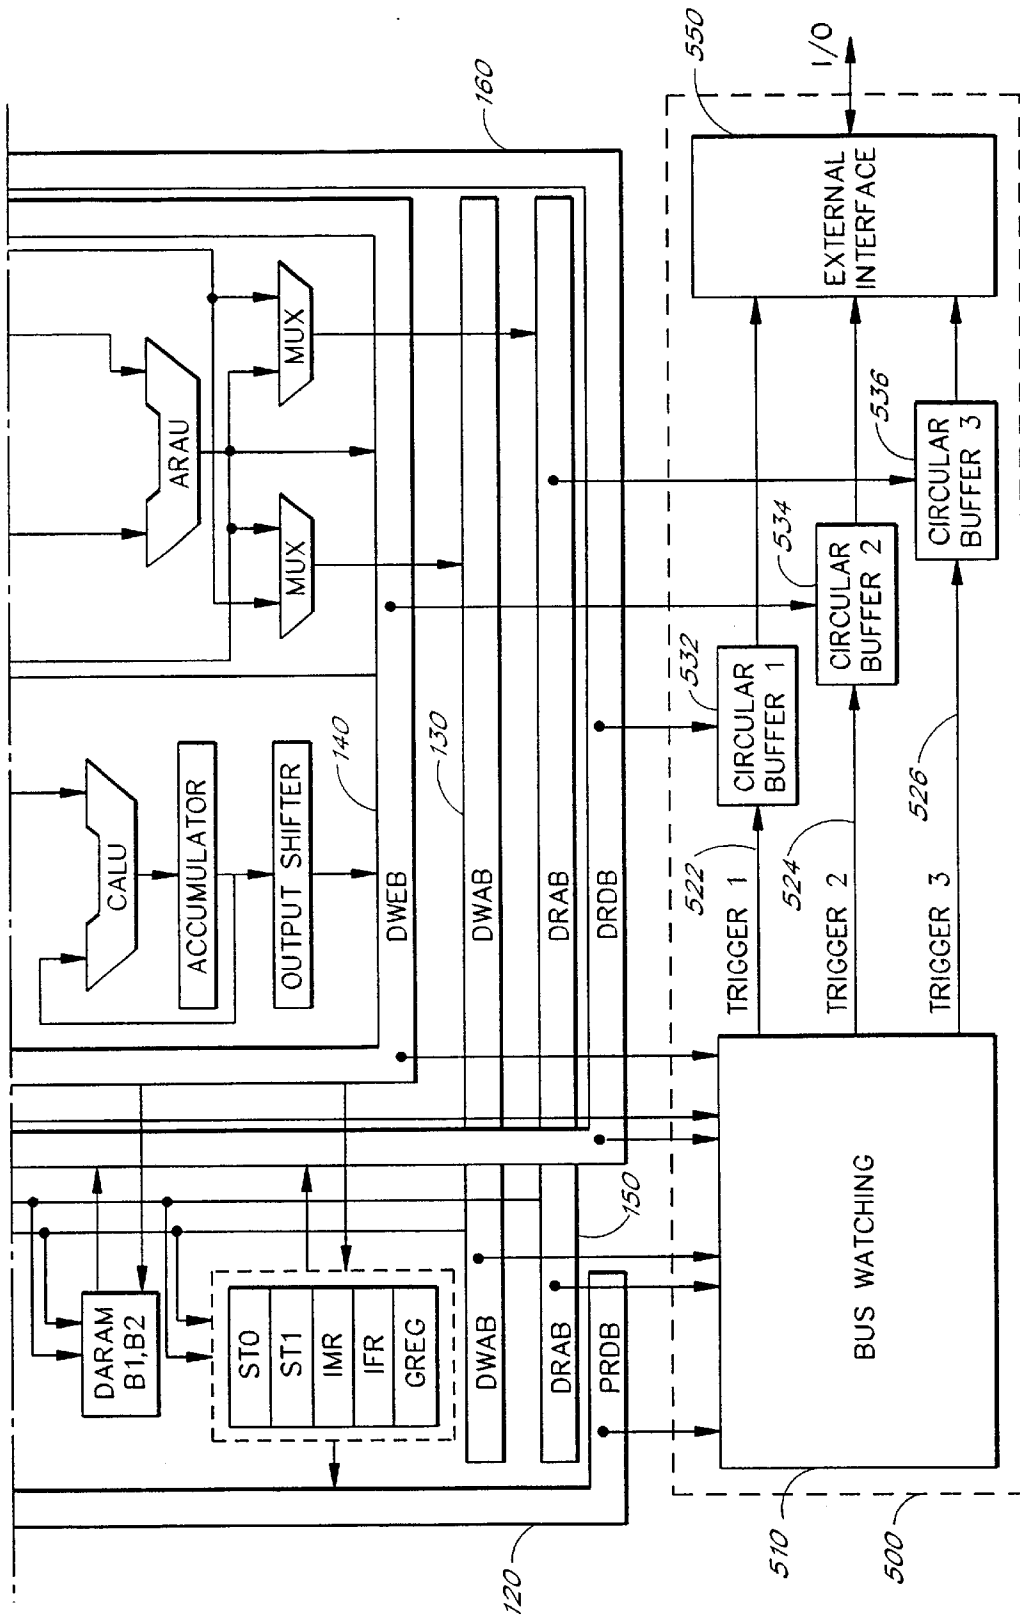 CALU
ACCUMULATOR
OUTPUT SHIFTER
ARAU
MUX
MUX
DARAM
B1,B2
ST0
ST1
IMR
IFR
GREG
DWEB
140
DWAB
130
DRAB
DRDB
160
DWAB
DRAB
150
PRDB
120
BUS WATCHING
510
500
TRIGGER 1
522
TRIGGER 2
524
TRIGGER 3
526
CIRCULAR
BUFFER 1
532
CIRCULAR
BUFFER 2
534
CIRCULAR
BUFFER 3
536
EXTERNAL
INTERFACE
550
I/O